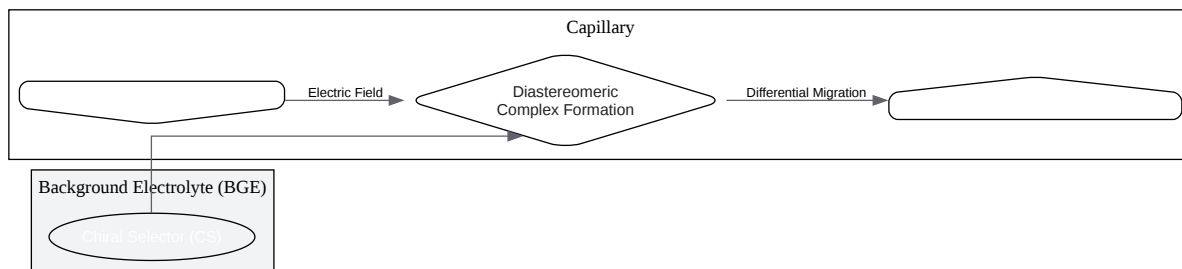 Capillary
Electric Field
Diastereomeric
Complex Formation
Differential Migration
Background Electrolyte (BGE)
Chiral Selector (CS)